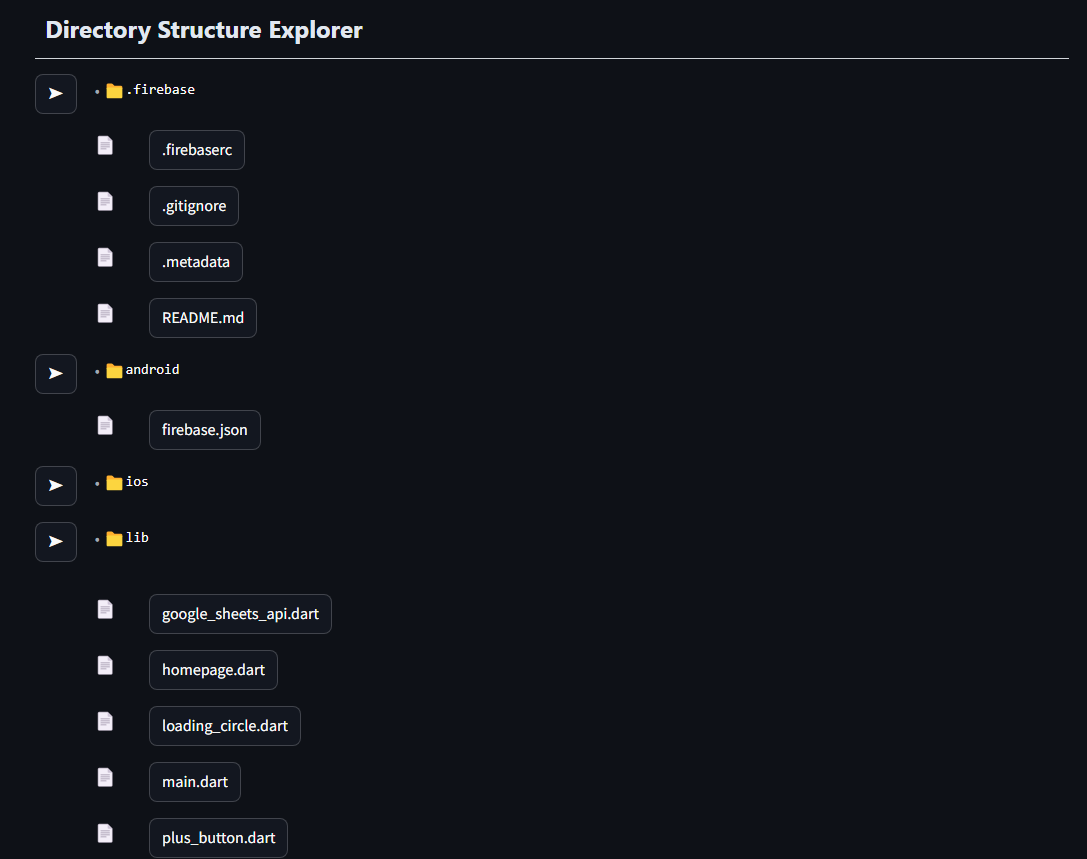 Directory Structure Explorer
.firebase
.firebaserc
.gitignore
.metadata
README.md
android
firebase.json
ios
lib
google_sheets_api.dart
homepage.dart
loading_circle.dart
main.dart
plus_button.dart